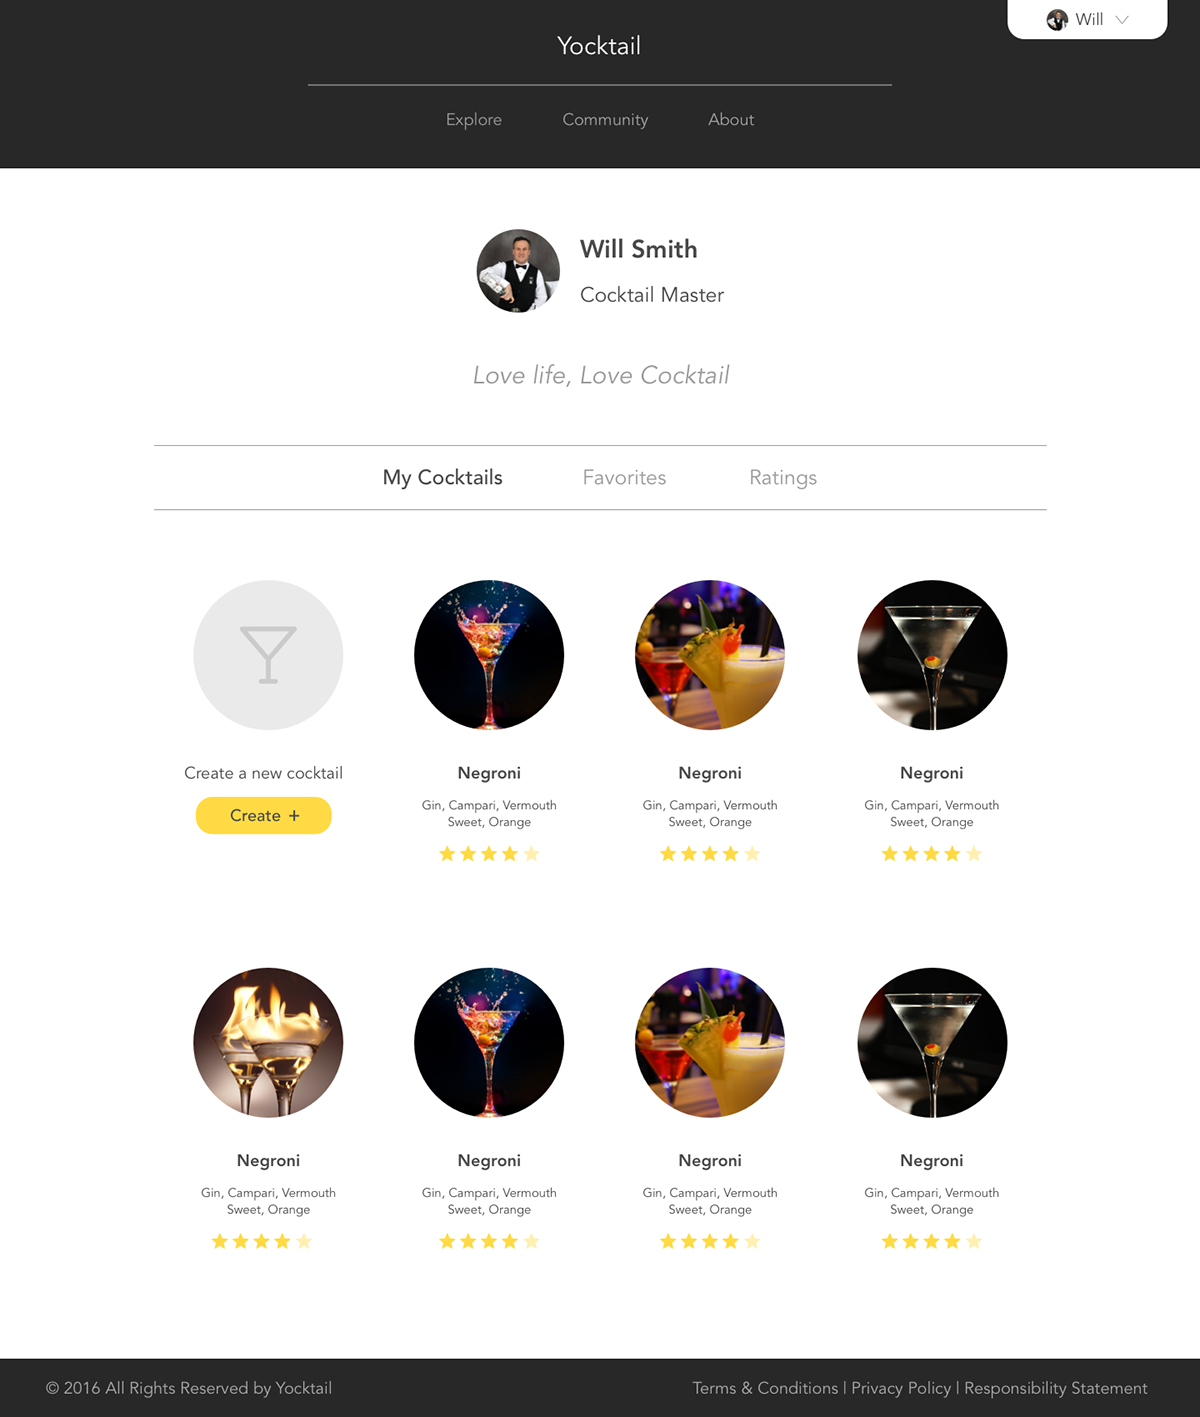 Will
Yocktail
Explore Community About
Will Smith
Cocktail Master
Love life, Love Cocktail
My Cocktails Favorites Ratings
Create a new cocktail
Create +
Negroni
Gin, Campari, Vermouth
Sweet, Orange
Negroni
Gin, Campari, Vermouth
Sweet, Orange
Negroni
Gin, Campari, Vermouth
Sweet, Orange
Negroni
Gin, Campari, Vermouth
Sweet, Orange
Negroni
Gin, Campari, Vermouth
Sweet, Orange
Negroni
Gin, Campari, Vermouth
Sweet, Orange
Negroni
Gin, Campari, Vermouth
Sweet, Orange
© 2016 All Rights Reserved by Yocktail
Terms & Conditions | Privacy Policy | Responsibility Statement